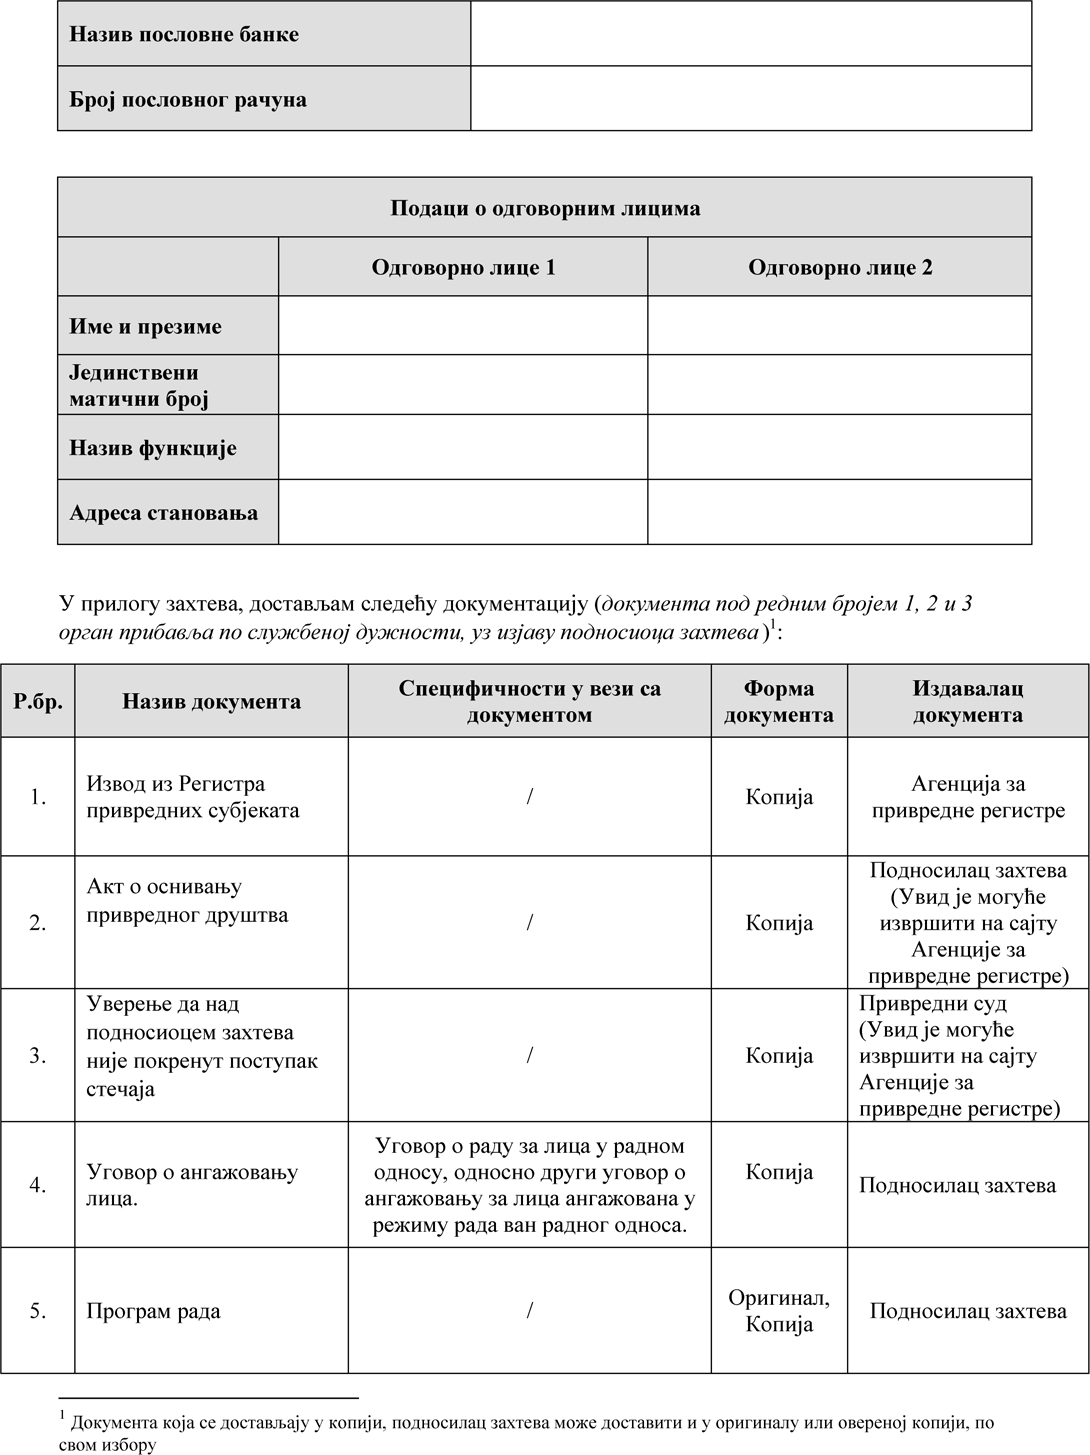 Назив пословне банке
Број пословног рачуна
Подаци о одговорним лицима
Одговорно лице 1
Одговорно лице 2
Име и презиме
Јединствени
матични број
Назив функције
Адреса становања
У прилогу захтева, достављам следећу документацију (документа под редним бројем 1, 2 и 3
орган прибавља по службеној дужности, уз изјаву подносиоца захтева)1:
Р.бр.
Назив документа
Специфичности у вези са
документом
Форма
документа
Издавалац
документа
1.
Извод из Регистра
привредних субјеката
/
Копија
Агенција за
привредне регистре
2.
Акт о оснивању
привредног друштва
/
Копија
Подносилац захтева
(Увид је могуће
извршити на сајту
Агенције за
привредне регистре)
3.
Уверење да над
подносиоцем захтева
није покренут поступак
стечаја
/
Копија
Привредни суд
(Увид је могуће
извршити на сајту
Агенције за
привредне регистре)
4.
Уговор о ангажовању
лица.
Уговор о раду за лица у радном
односу, односно други уговор о
ангажовању за лица ангажована у
режиму рада ван радног односа.
Копија
Подносилац захтева
5.
Програм рада
/
Оригинал,
Копија
Подносилац захтева
1 Документа која се достављају у копији, подносилац захтева може доставити и у оригиналу или овереној копији, по
свом избору